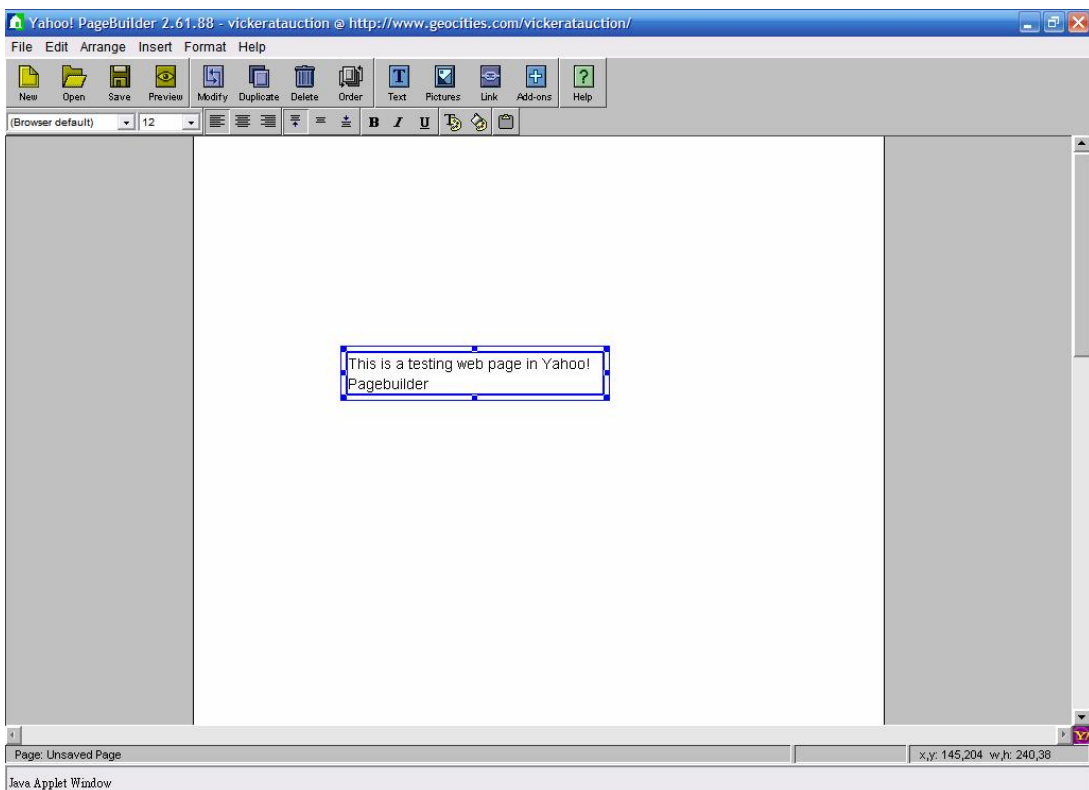 Yahoo! PageBuilder 2.61.88 - vickeratauction @ http://www.geocities.com/vickeratauction/
File Edit Arrange Insert Format Help
New Open Save Preview Modify Duplicate Delete Order Text Pictures Link Add-ons Help
(Browser default) 12 B I U
This is a testing web page in Yahoo!
Pagebuilder
Page: Unsaved Page x,y: 145,204 w,h: 240,38
Java Applet Window